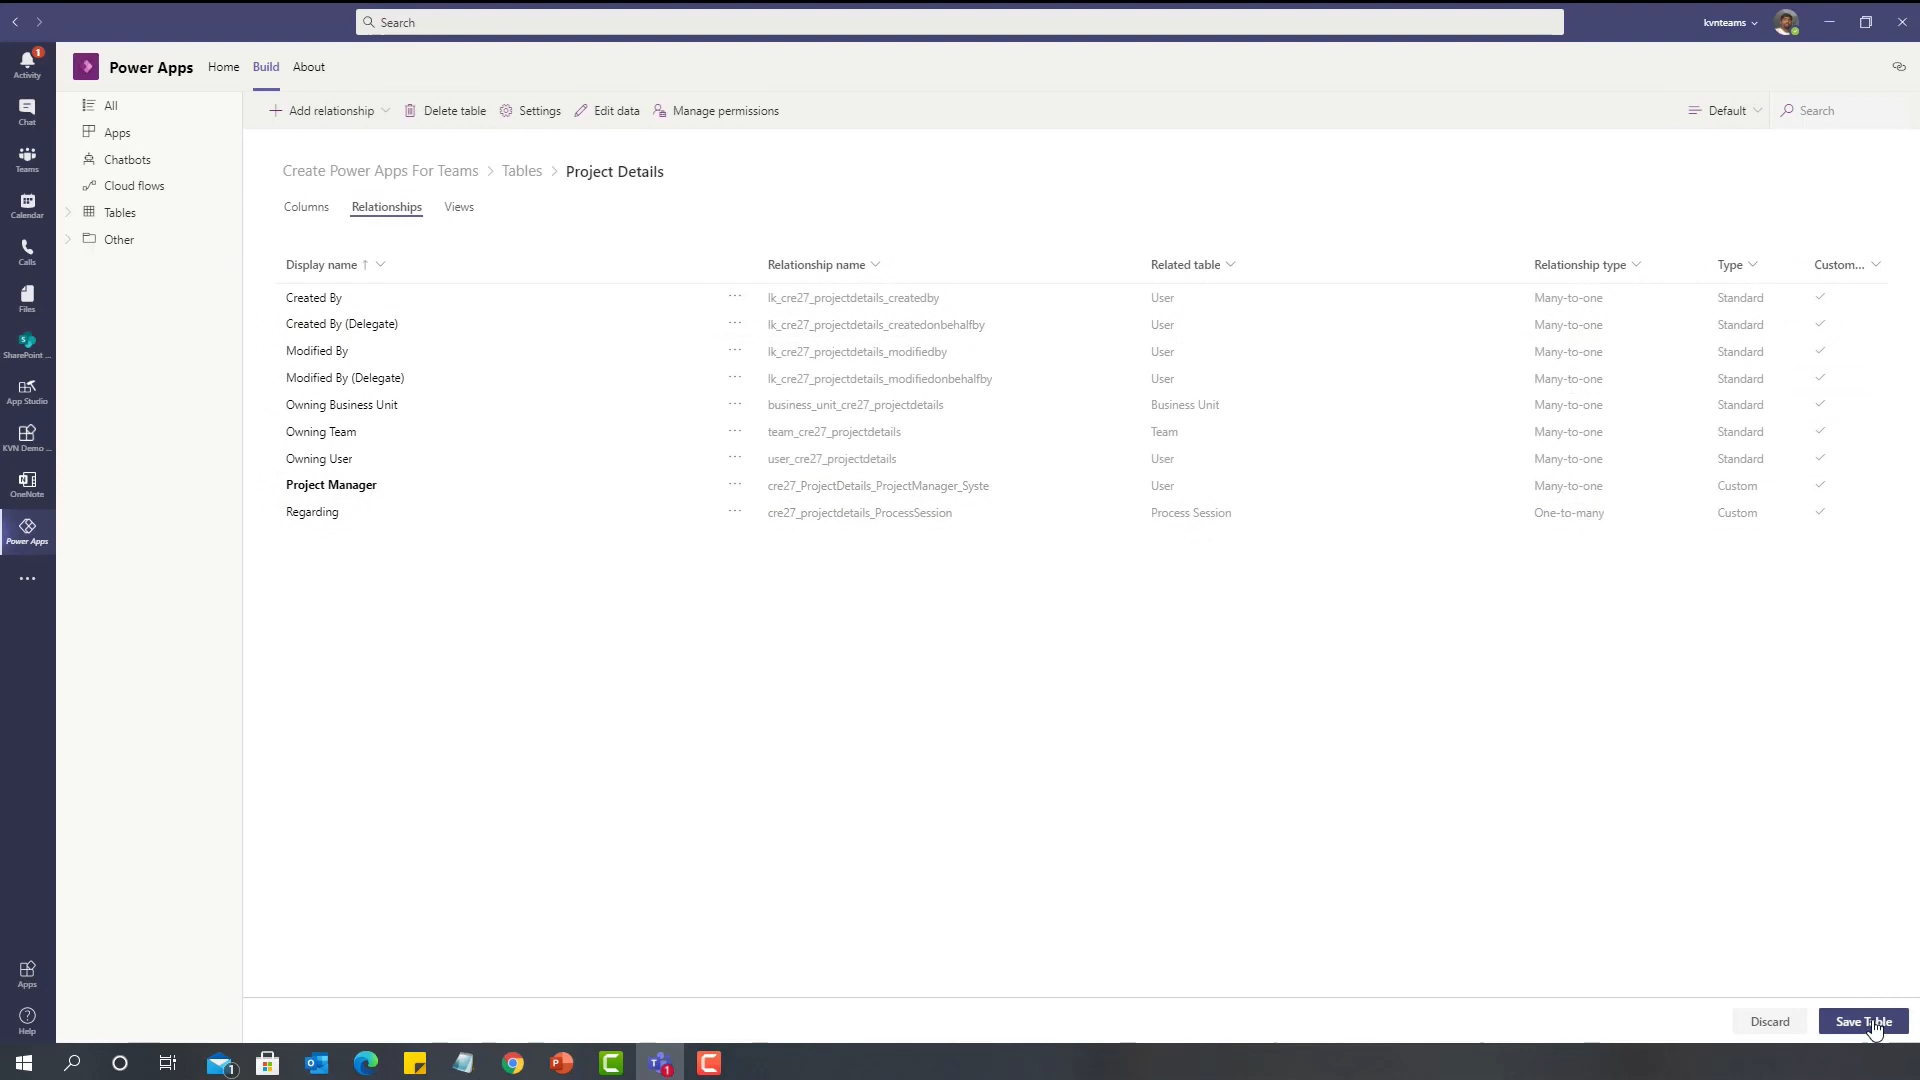 Search
kvnteams
Power Apps
Home
Build
About
1
Activity
Chat
Teams
Calendar
Calls
Files
SharePoint ...
App Studio
KVN Demo ...
OneNote
Power Apps
Apps
Help
All
Apps
Chatbots
Cloud flows
Tables
Other
Add relationship
Delete table
Settings
Edit data
Manage permissions
Default
Search
Create Power Apps For Teams > Tables > Project Details
Columns
Relationships
Views
Display name ↑ Relationship name Related table Relationship type Type Custom...
Created By ... lk_cre27_projectdetails_createdby User Many-to-one Standard
Created By (Delegate) ... lk_cre27_projectdetails_createdonbehalfby User Many-to-one Standard
Modified By ... lk_cre27_projectdetails_modifiedby User Many-to-one Standard
Modified By (Delegate) ... lk_cre27_projectdetails_modifiedonbehalfby User Many-to-one Standard
Owning Business Unit ... business_unit_cre27_projectdetails Business Unit Many-to-one Standard
Owning Team ... team_cre27_projectdetails Team Many-to-one Standard
Owning User ... user_cre27_projectdetails User Many-to-one Standard
Project Manager ... cre27_ProjectDetails_ProjectManager_Syste User Many-to-one Custom
Regarding ... cre27_projectdetails_ProcessSession Process Session One-to-many Custom
Discard
Save Table
1
1